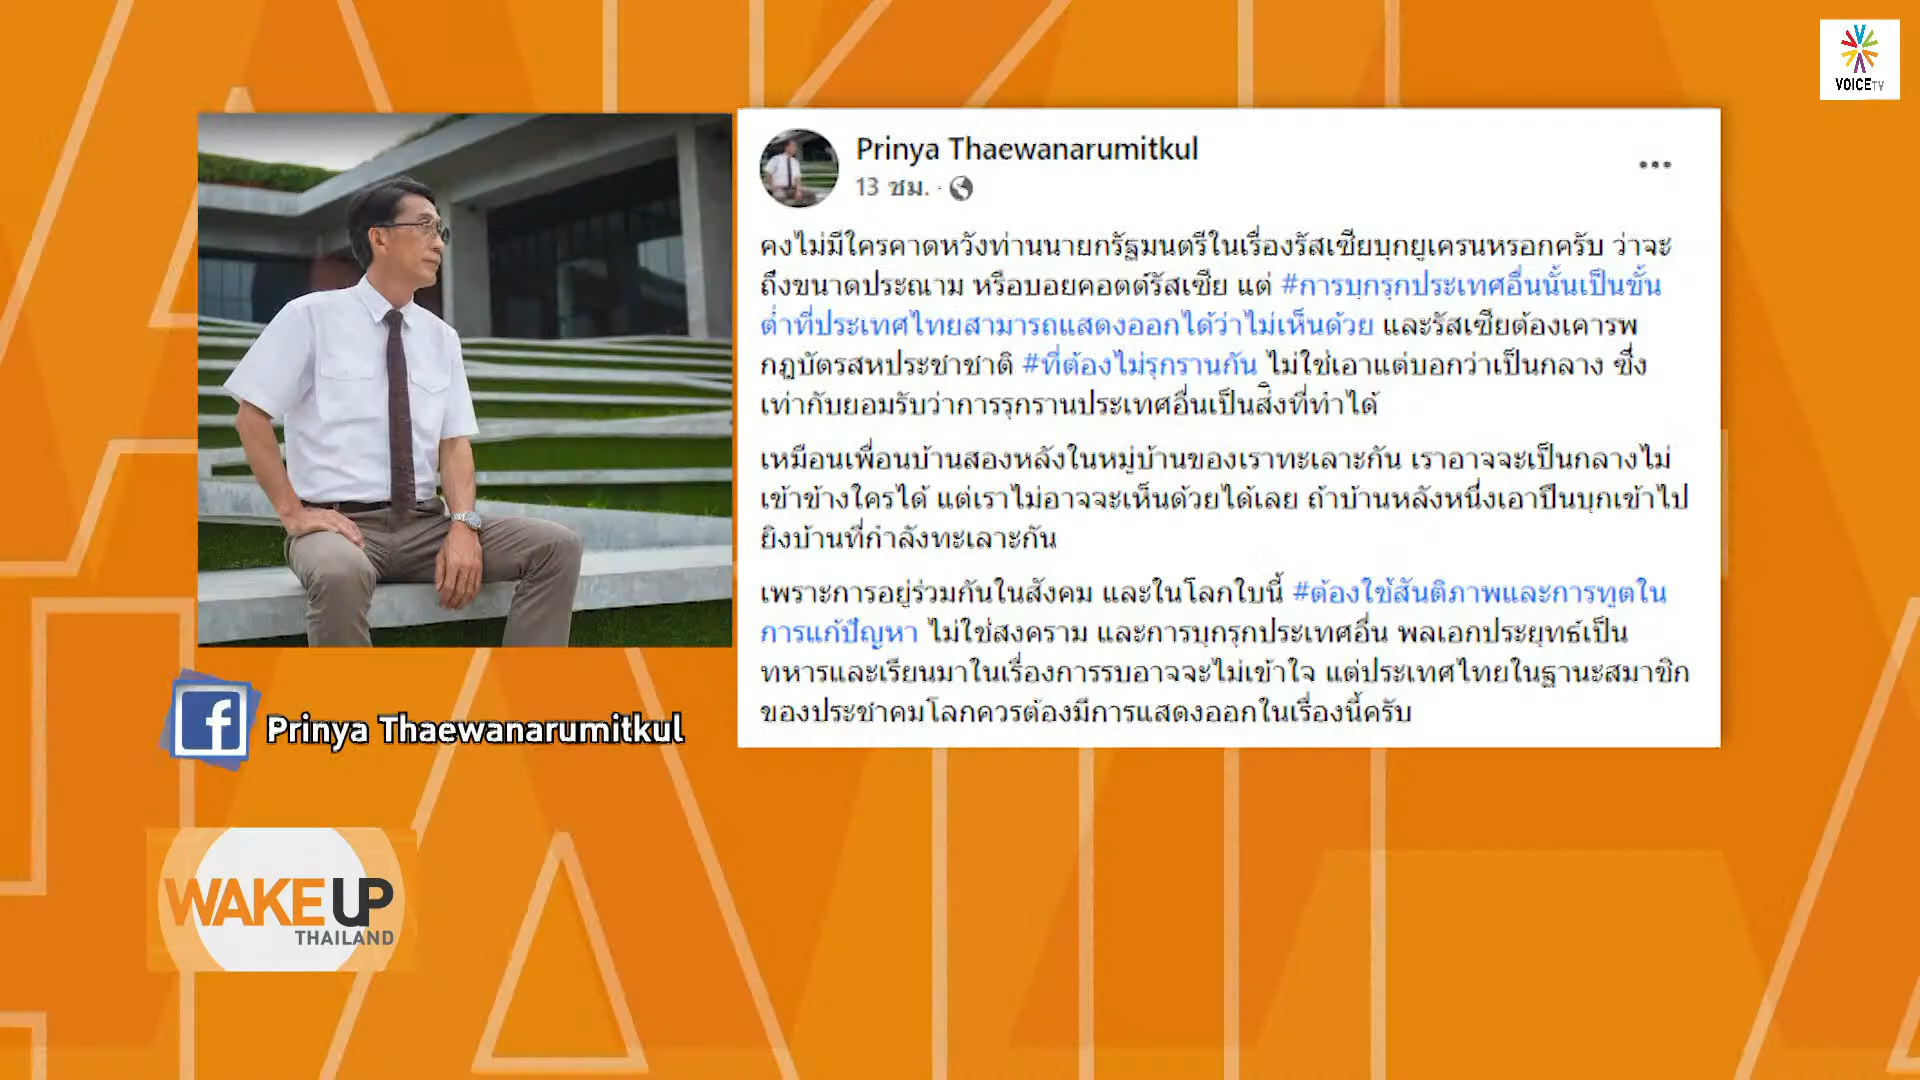 VOICETV
Prinya Thaewanarumitkul
13 ชม. ·
คงไม่มีใครคาดหวังท่านนายกรัฐมนตรีในเรื่องรัสเซียบุกยูเครนหรอกครับ ว่าจะ
ถึงขนาดประณาม หรือบอยคอตต์รัสเซีย แต่ #การบุกรุกประเทศอื่นนั้นเป็นขั้น
ต่ำที่ประเทศไทยสามารถแสดงออกได้ว่าไม่เห็นด้วย และรัสเซียต้องเคารพ
กฎบัตรสหประชาชาติ #ที่ต้องไม่รุกรานกัน ไม่ใช่เอาแต่บอกว่าเป็นกลาง ซึ่ง
เท่ากับยอมรับว่าการรุกรานประเทศอื่นเป็นสิ่งที่ทำได้
เหมือนเพื่อนบ้านสองหลังในหมู่บ้านของเราทะเลาะกัน เราอาจจะเป็นกลางไม่
เข้าข้างใครได้ แต่เราไม่อาจจะเห็นด้วยได้เลย ถ้าบ้านหลังหนึ่งเอาปืนบุกเข้าไป
ยิงบ้านที่กำลังทะเลาะกัน
เพราะการอยู่ร่วมกันในสังคม และในโลกใบนี้ #ต้องใช้สันติภาพและการทูตใน
การแก้ปัญหา ไม่ใช่สงคราม และการบุกรุกประเทศอื่น พลเอกประยุทธ์เป็น
ทหารและเรียนมาในเรื่องการรบอาจจะไม่เข้าใจ แต่ประเทศไทยในฐานะสมาชิก
ของประชาคมโลกควรต้องมีการแสดงออกในเรื่องนี้ครับ
Prinya Thaewanarumitkul
WAKE UP
THAILAND